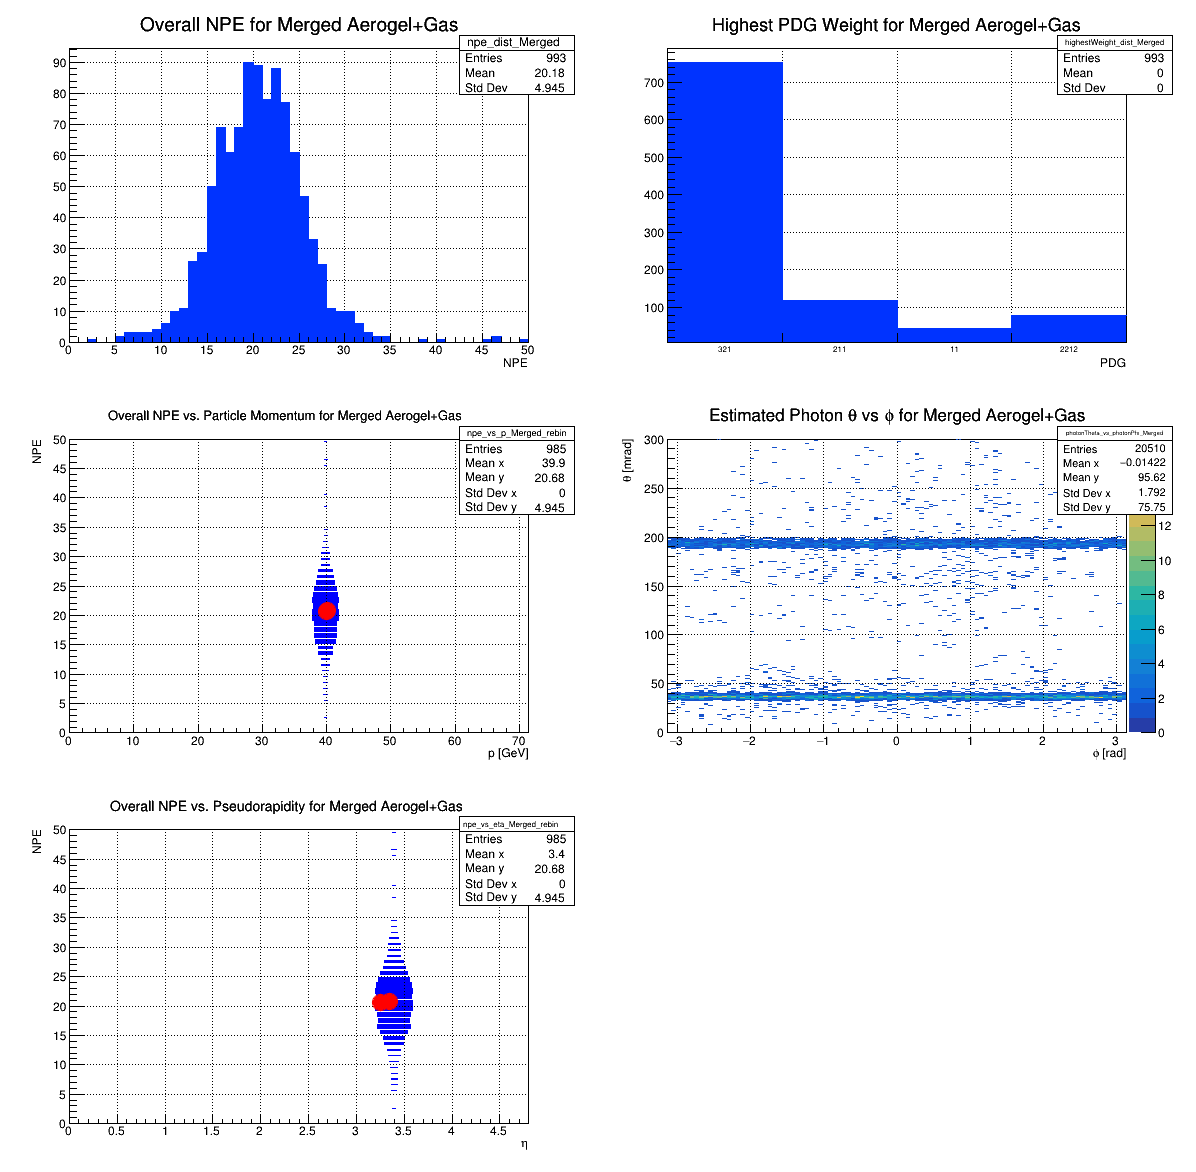 Overall NPE for Merged Aerogel+Gas
npe_dist_Merged
Entries 993
Mean 20.18
Std Dev 4.945
90
80
70
60
50
40
30
20
10
0
0 5 10 15 20 25 30 35 40 45 50
NPE
Highest PDG Weight for Merged Aerogel+Gas
highestWeight_dist_Merged
Entries 993
Mean 0
Std Dev 0
700
600
500
400
300
200
100
321 211 11 2212
PDG
Overall NPE vs. Particle Momentum for Merged Aerogel+Gas
npe_vs_p_Merged_rebin
Entries 985
Mean x 39.9
Mean y 20.68
Std Dev x 0
Std Dev y 4.945
NPE
50
45
40
35
30
25
20
15
10
5
0
0 10 20 30 40 50 60 70
p [GeV]
Estimated Photon θ vs ϕ for Merged Aerogel+Gas
photonTheta_vs_photonPhi_Merged
Entries 20510
Mean x −0.01422
Mean y 95.62
Std Dev x 1.792
Std Dev y 75.75
θ [mrad]
300
250
200
150
100
50
0
−3 −2 −1 0 1 2 3
ϕ [rad]
12
10
8
6
4
2
0
Overall NPE vs. Pseudorapidity for Merged Aerogel+Gas
npe_vs_eta_Merged_rebin
Entries 985
Mean x 3.4
Mean y 20.68
Std Dev x 0
Std Dev y 4.945
NPE
50
45
40
35
30
25
20
15
10
5
0
0 0.5 1 1.5 2 2.5 3 3.5 4 4.5
η